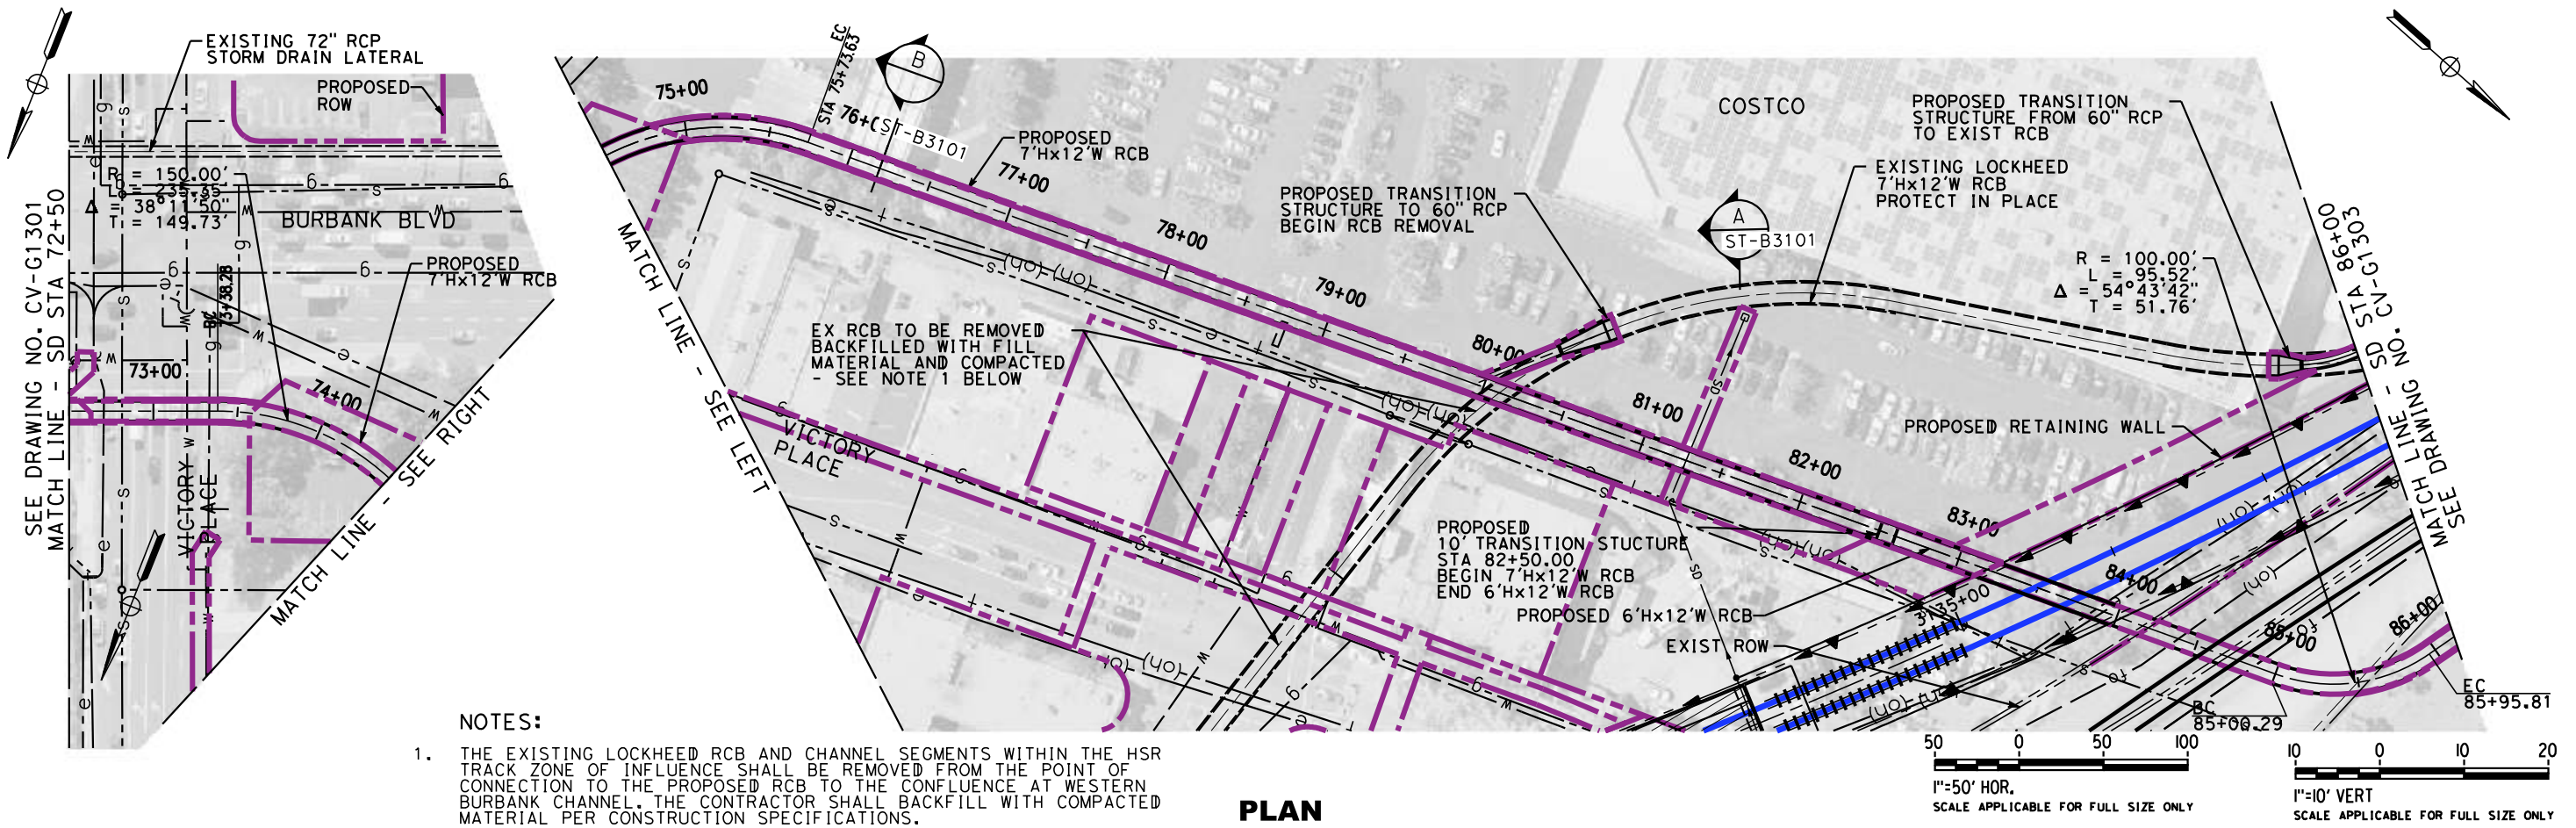 EXISTING 72" RCP
STORM DRAIN LATERAL
PROPOSED
ROW
R = 150.00'
L = 235.35'
Δ = 38°11'50"
T = 149.73'
BURBANK BLVD
PROPOSED
7'Hx12'W RCB
SEE DRAWING NO. CV-G1301
MATCH LINE - SD STA 72+50
BC
73+38.28
73+00
74+00
VICTORY
PLACE
MATCH LINE - SEE RIGHT
MATCH LINE - SEE LEFT
75+00
EC
STA 75+73.63
B
ST-B3101
PROPOSED
7'Hx12'W RCB
77+00
78+00
79+00
80+00
81+00
82+00
83+00
84+00
85+00
86+00
EX RCB TO BE REMOVED
BACKFILLED WITH FILL
MATERIAL AND COMPACTED
- SEE NOTE 1 BELOW
VICTORY
PLACE
PROPOSED TRANSITION
STRUCTURE TO 60" RCP
BEGIN RCB REMOVAL
COSTCO
A
ST-B3101
PROPOSED TRANSITION
STRUCTURE FROM 60" RCP
TO EXIST RCB
EXISTING LOCKHEED
7'Hx12'W RCB
PROTECT IN PLACE
R = 100.00'
L = 95.52'
Δ = 54°43'42"
T = 51.76'
MATCH LINE - SD STA 86+00
SEE DRAWING NO. CV-G1303
PROPOSED RETAINING WALL
PROPOSED
10' TRANSITION STUCTURE
STA 82+50.00
BEGIN 7'Hx12'W RCB
END 6'Hx12'W RCB
PROPOSED 6'Hx12'W RCB
EXIST ROW
SD
SD
3135+00
BC
85+00.29
EC
85+95.81
NOTES:
1. THE EXISTING LOCKHEED RCB AND CHANNEL SEGMENTS WITHIN THE HSR
TRACK ZONE OF INFLUENCE SHALL BE REMOVED FROM THE POINT OF
CONNECTION TO THE PROPOSED RCB TO THE CONFLUENCE AT WESTERN
BURBANK CHANNEL. THE CONTRACTOR SHALL BACKFILL WITH COMPACTED
MATERIAL PER CONSTRUCTION SPECIFICATIONS.
PLAN
50 0 50 100
1"=50' HOR.
SCALE APPLICABLE FOR FULL SIZE ONLY
10 0 10 20
1"=10' VERT
SCALE APPLICABLE FOR FULL SIZE ONLY